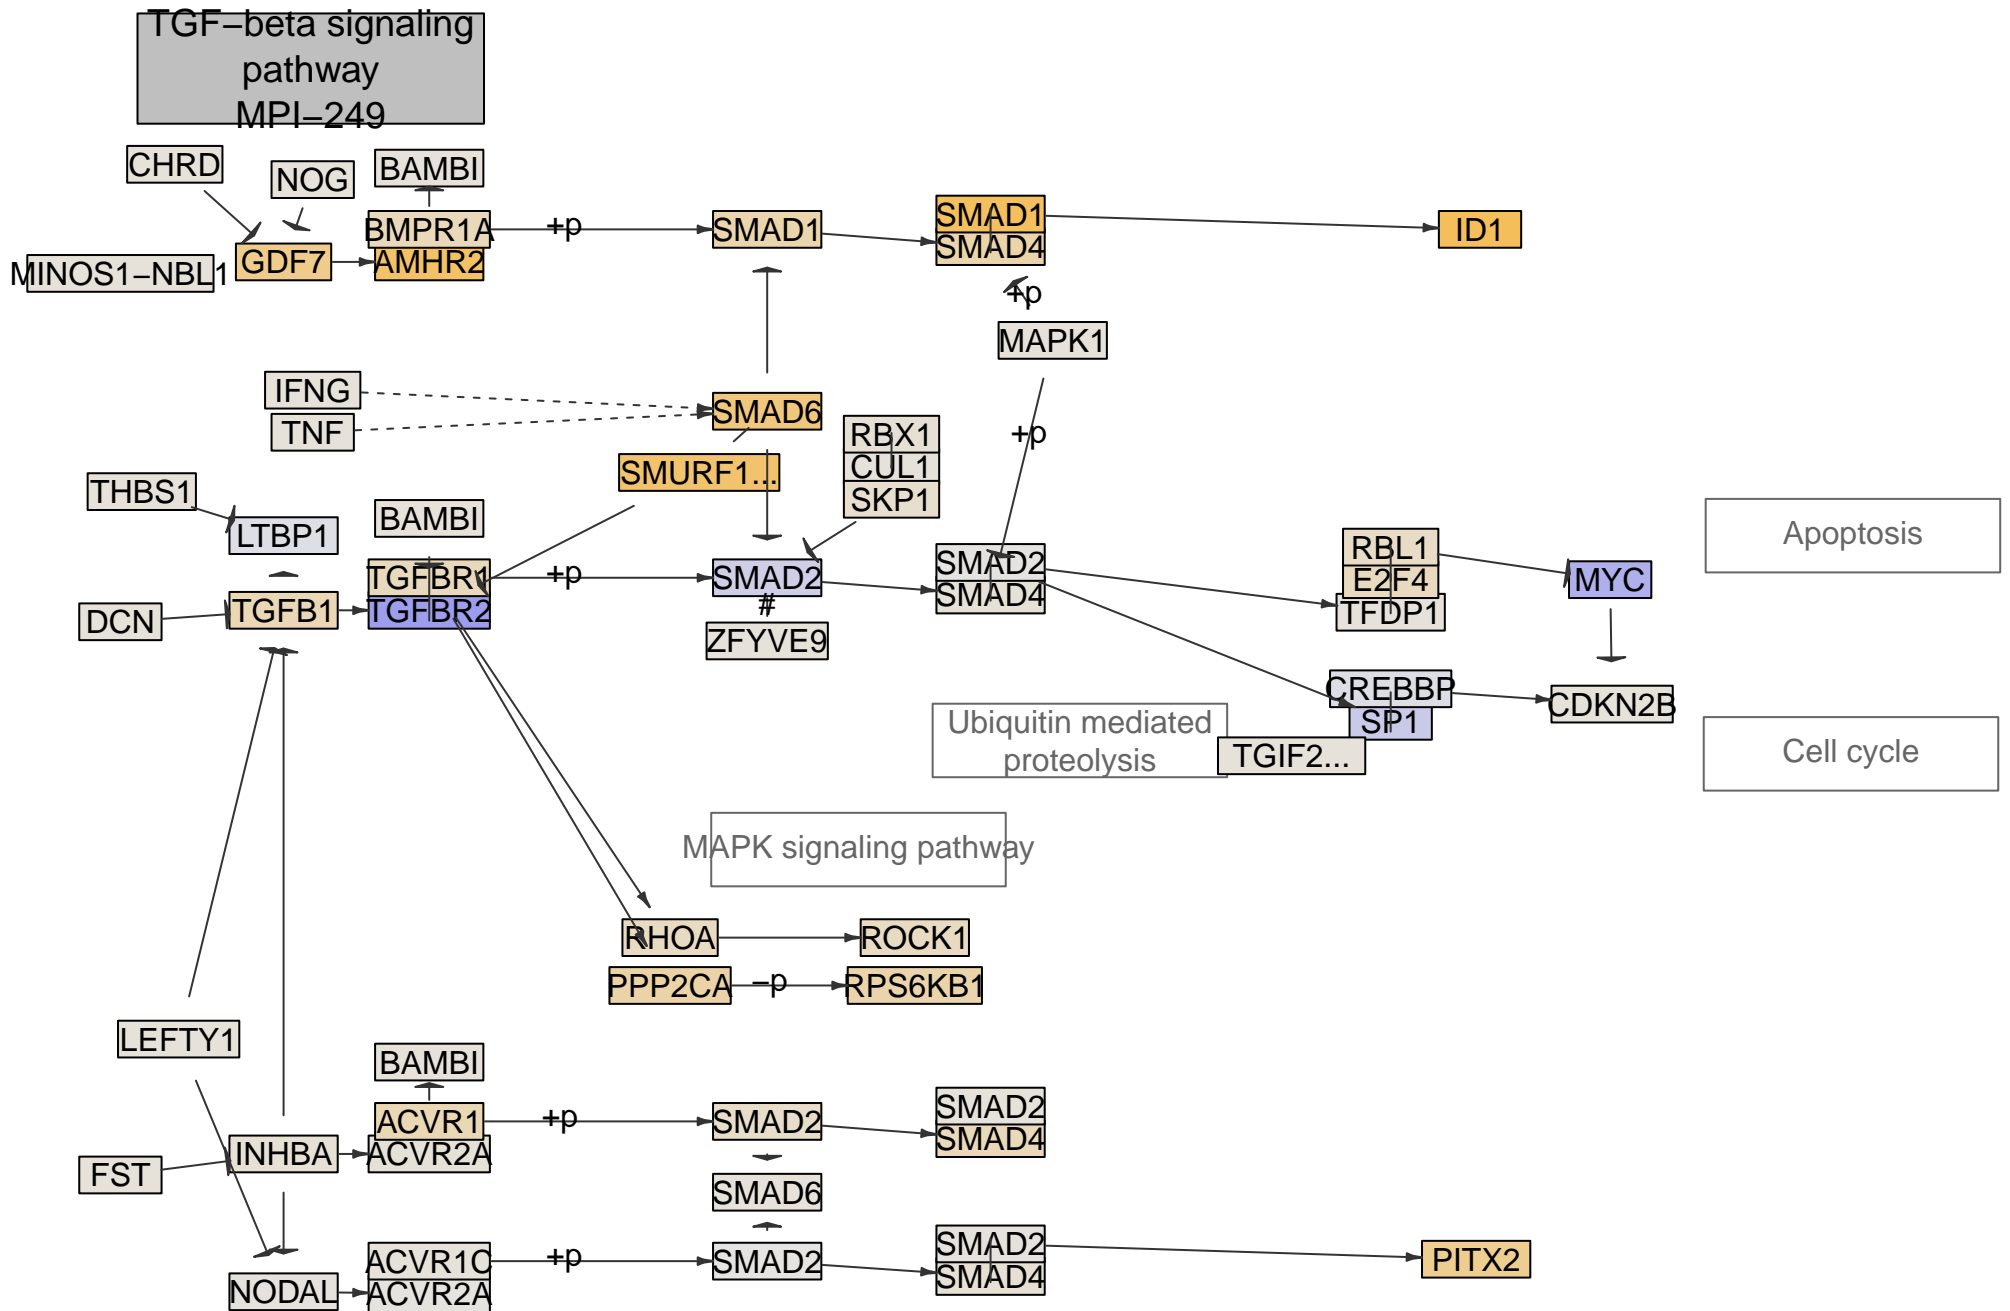 TGF−beta signaling
pathway
MPI−249
CHRD
NOG
BAMBI
BMPR1A
+p
SMAD1
SMAD1
SMAD4
ID1
MINOS1−NBL1
GDF7
AMHR2
+p
MAPK1
IFNG
TNF
SMAD6
RBX1
CUL1
SKP1
+p
SMURF1...
THBS1
LTBP1
BAMBI
TGFBR1
TGFBR2
+p
SMAD2
#
ZFYVE9
SMAD2
SMAD4
RBL1
E2F4
TFDP1
MYC
Apoptosis
DCN
TGFB1
CREBBP
SP1
TGIF2...
CDKN2B
Ubiquitin mediated
proteolysis
Cell cycle
MAPK signaling pathway
RHOA
ROCK1
PPP2CA
−p
RPS6KB1
LEFTY1
BAMBI
ACVR1
ACVR2A
+p
SMAD2
SMAD2
SMAD4
FST
INHBA
SMAD6
NODAL
ACVR1C
ACVR2A
+p
SMAD2
SMAD2
SMAD4
PITX2